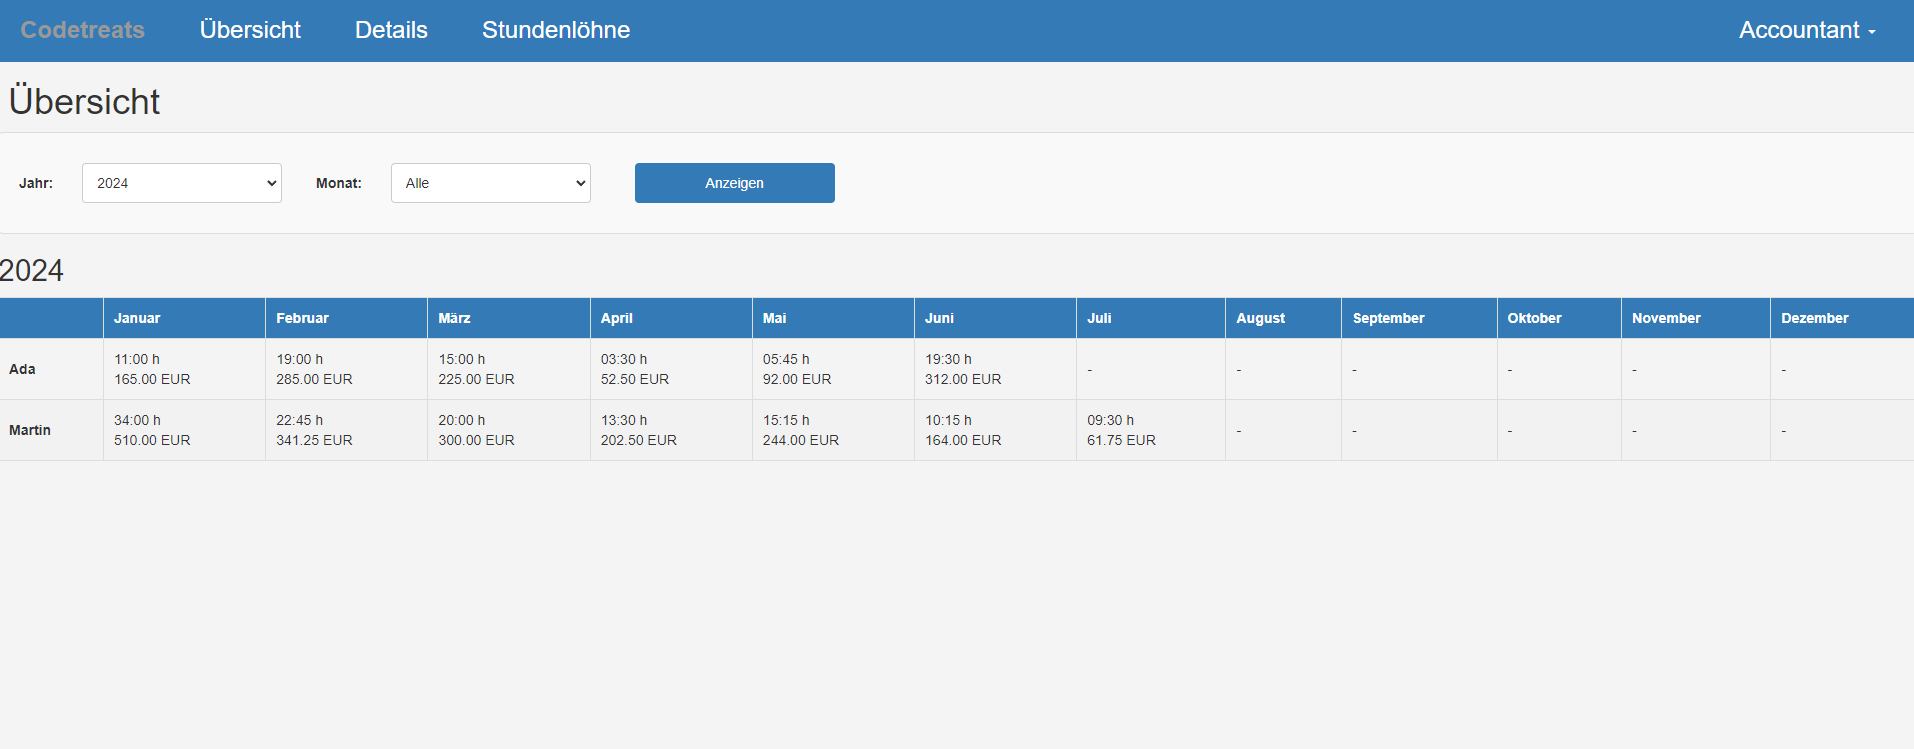 Codetreats Übersicht Details Stundenlöhne Accountant
Übersicht
Jahr: 2024 Monat: Alle Anzeigen
2024
Januar Februar März April Mai Juni Juli August September Oktober November Dezember
11:00 h 19:00 h 15:00 h 03:30 h 05:45 h 19:30 h
Ada - - - - - -
165.00 EUR 285.00 EUR 225.00 EUR 52.50 EUR 92.00 EUR 312.00 EUR
34:00 h 22:45 h 20:00 h 13:30 h 15:15 h 10:15 h 09:30 h
Martin - - - - -
510.00 EUR 341.25 EUR 300.00 EUR 202.50 EUR 244.00 EUR 164.00 EUR 61.75 EUR